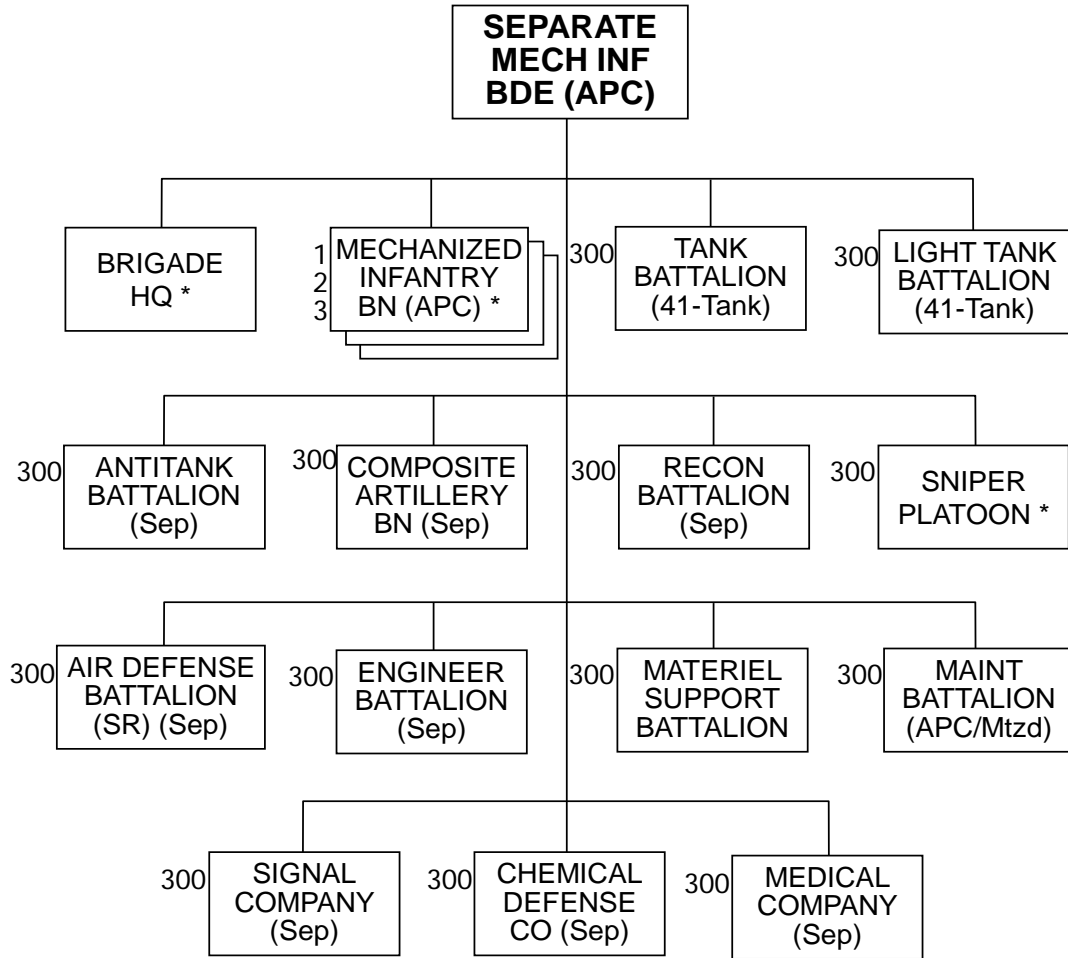 SEPARATE
MECH INF
BDE (APC)
BRIGADE
HQ *
1
2
3
MECHANIZED
INFANTRY
BN (APC) *
300
TANK
BATTALION
(41-Tank)
300
LIGHT TANK
BATTALION
(41-Tank)
300
ANTITANK
BATTALION
(Sep)
300
COMPOSITE
ARTILLERY
BN (Sep)
300
RECON
BATTALION
(Sep)
300
SNIPER
PLATOON *
300
AIR DEFENSE
BATTALION
(SR) (Sep)
300
ENGINEER
BATTALION
(Sep)
300
MATERIEL
SUPPORT
BATTALION
300
MAINT
BATTALION
(APC/Mtzd)
300
SIGNAL
COMPANY
(Sep)
300
CHEMICAL
DEFENSE
CO (Sep)
300
MEDICAL
COMPANY
(Sep)